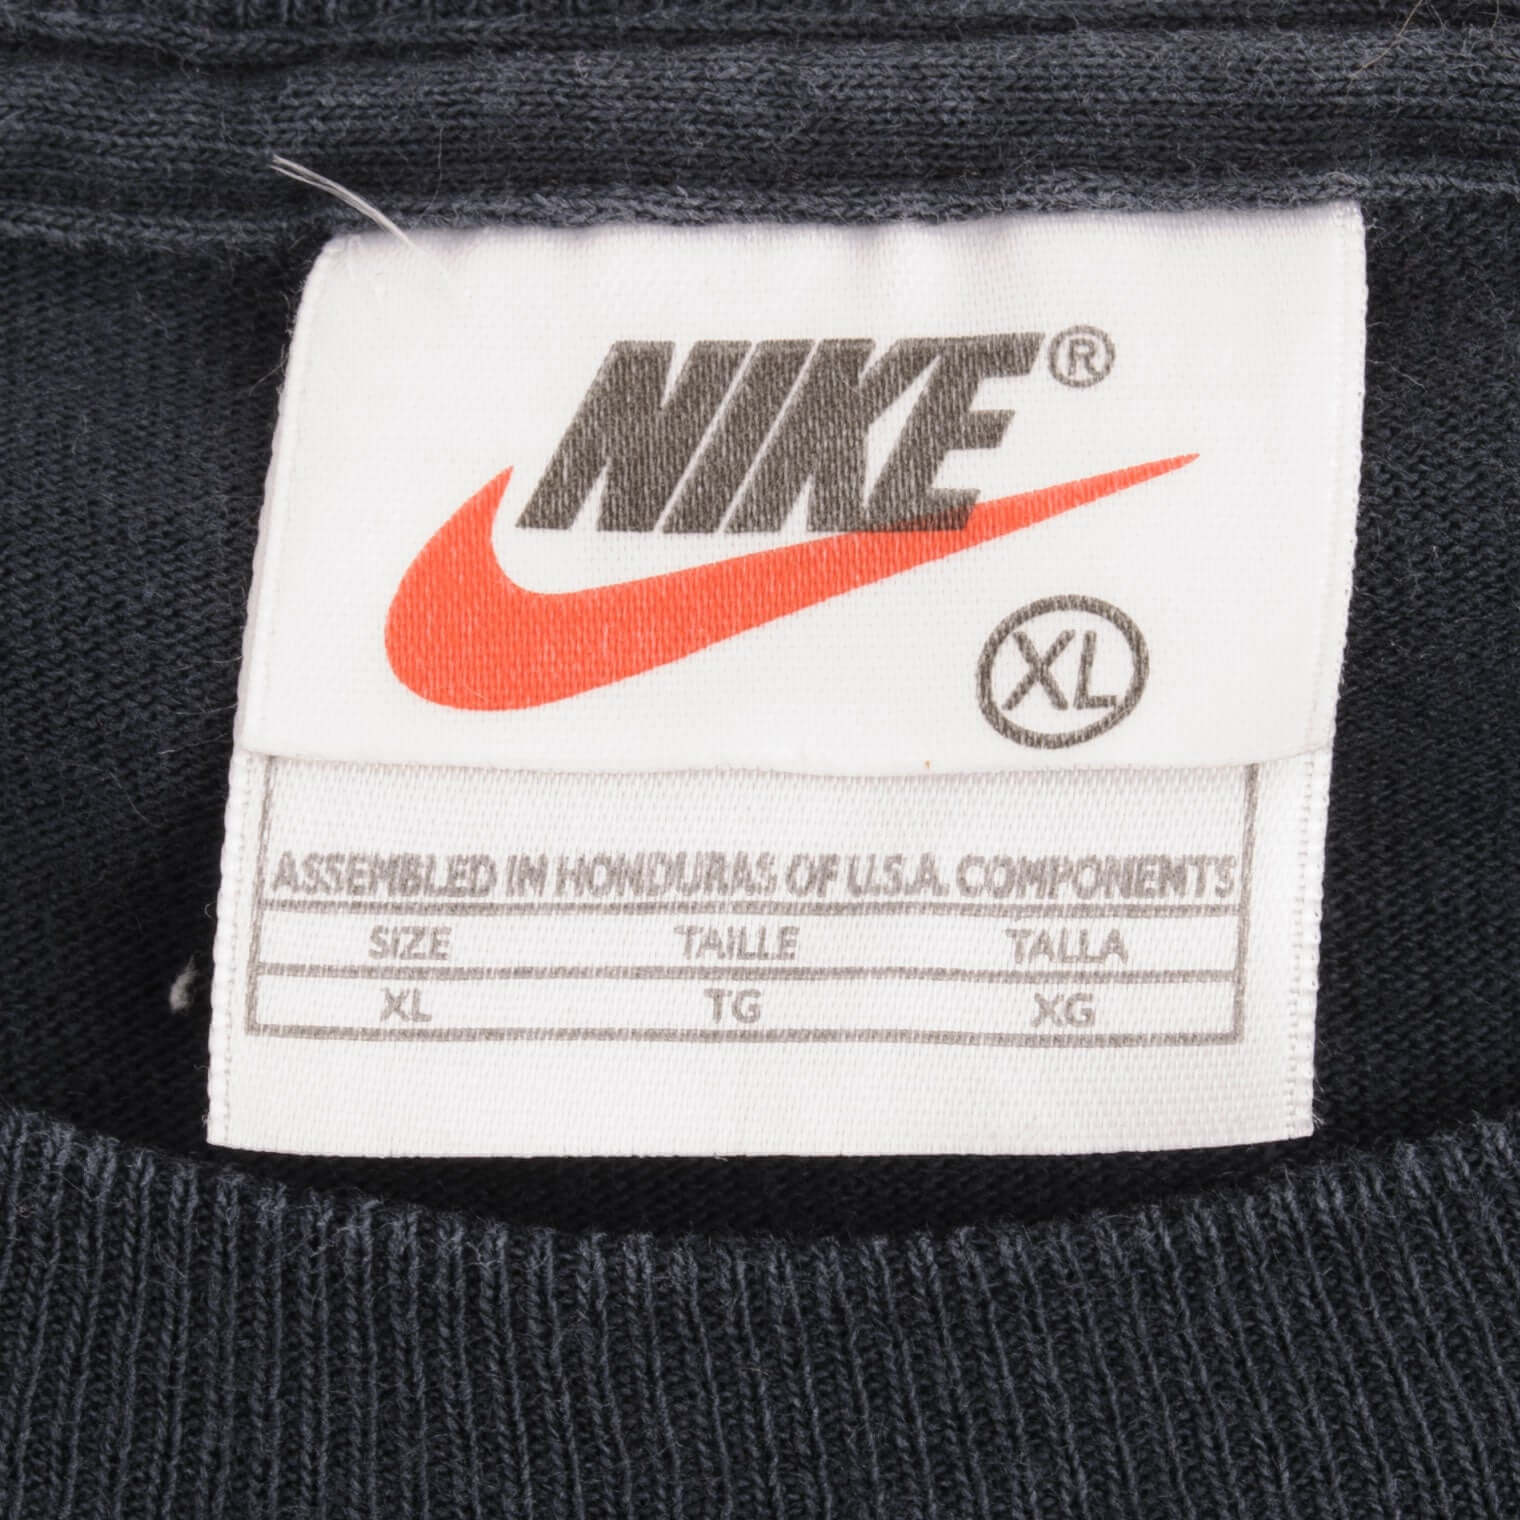 NIKE®
XL
ASSEMBLED IN HONDURAS OF U.S.A. COMPONENTS
SIZE TAILLE TALLA
XL TG XG